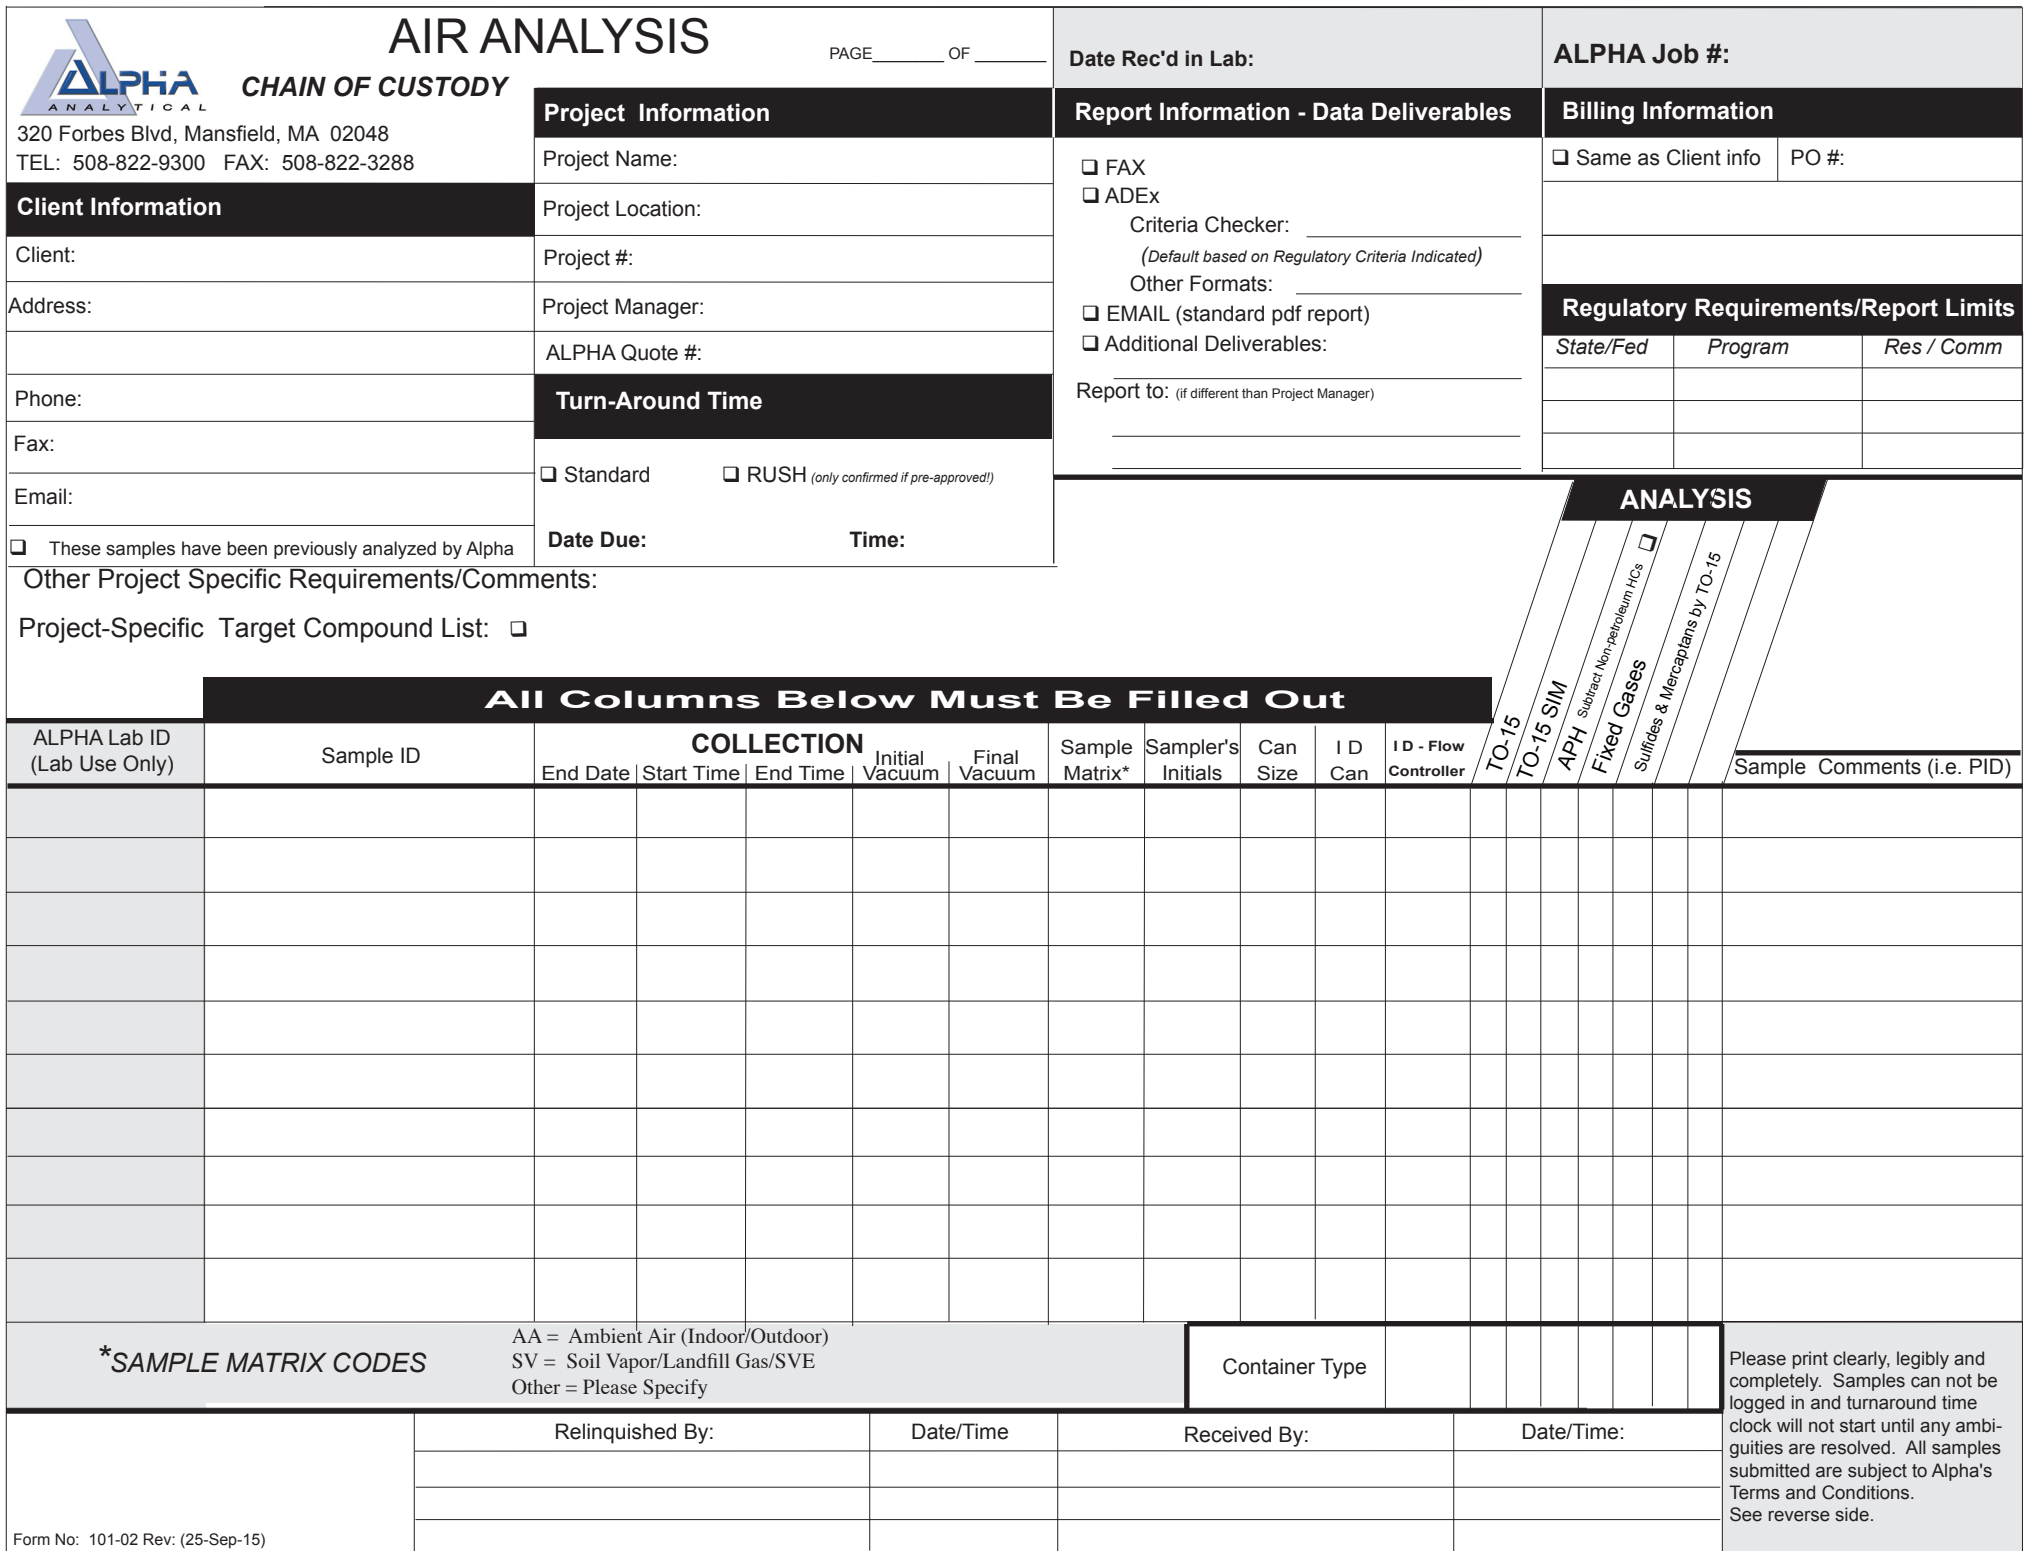 AIR ANALYSIS
PAGE________ OF ________
ALPHA
ANALYTICAL
CHAIN OF CUSTODY
320 Forbes Blvd, Mansfield, MA 02048
TEL: 508-822-9300 FAX: 508-822-3288
Date Rec'd in Lab:
ALPHA Job #:
Client Information
Client:
Address:
Phone:
Fax:
Email:
❑ These samples have been previously analyzed by Alpha
Project Information
Project Name:
Project Location:
Project #:
Project Manager:
ALPHA Quote #:
Turn-Around Time
❑ Standard ❑ RUSH (only confirmed if pre-approved!)
Date Due: Time:
Report Information - Data Deliverables
❑ FAX
❑ ADEx
Criteria Checker:
(Default based on Regulatory Criteria Indicated)
Other Formats:
❑ EMAIL (standard pdf report)
❑ Additional Deliverables:
Report to: (if different than Project Manager)
Billing Information
❑ Same as Client info PO #:
Regulatory Requirements/Report Limits
State/Fed Program Res / Comm
Other Project Specific Requirements/Comments:
Project-Specific Target Compound List: ❑
ANALYSIS
TO-15
TO-15 SIM
APH Subtract Non-petroleum HCs ❑
Fixed Gases
Sulfides & Mercaptans by TO-15
All Columns Below Must Be Filled Out
ALPHA Lab ID
(Lab Use Only)
Sample ID
COLLECTION
End Date Start Time End Time
Initial
Vacuum
Final
Vacuum
Sample
Matrix*
Sampler's
Initials
Can
Size
I D
Can
I D - Flow
Controller
Sample Comments (i.e. PID)
*SAMPLE MATRIX CODES
AA = Ambient Air (Indoor/Outdoor)
SV = Soil Vapor/Landfill Gas/SVE
Other = Please Specify
Container Type
Relinquished By: Date/Time Received By: Date/Time:
Please print clearly, legibly and
completely. Samples can not be
logged in and turnaround time
clock will not start until any ambi-
guities are resolved. All samples
submitted are subject to Alpha's
Terms and Conditions.
See reverse side.
Form No: 101-02 Rev: (25-Sep-15)